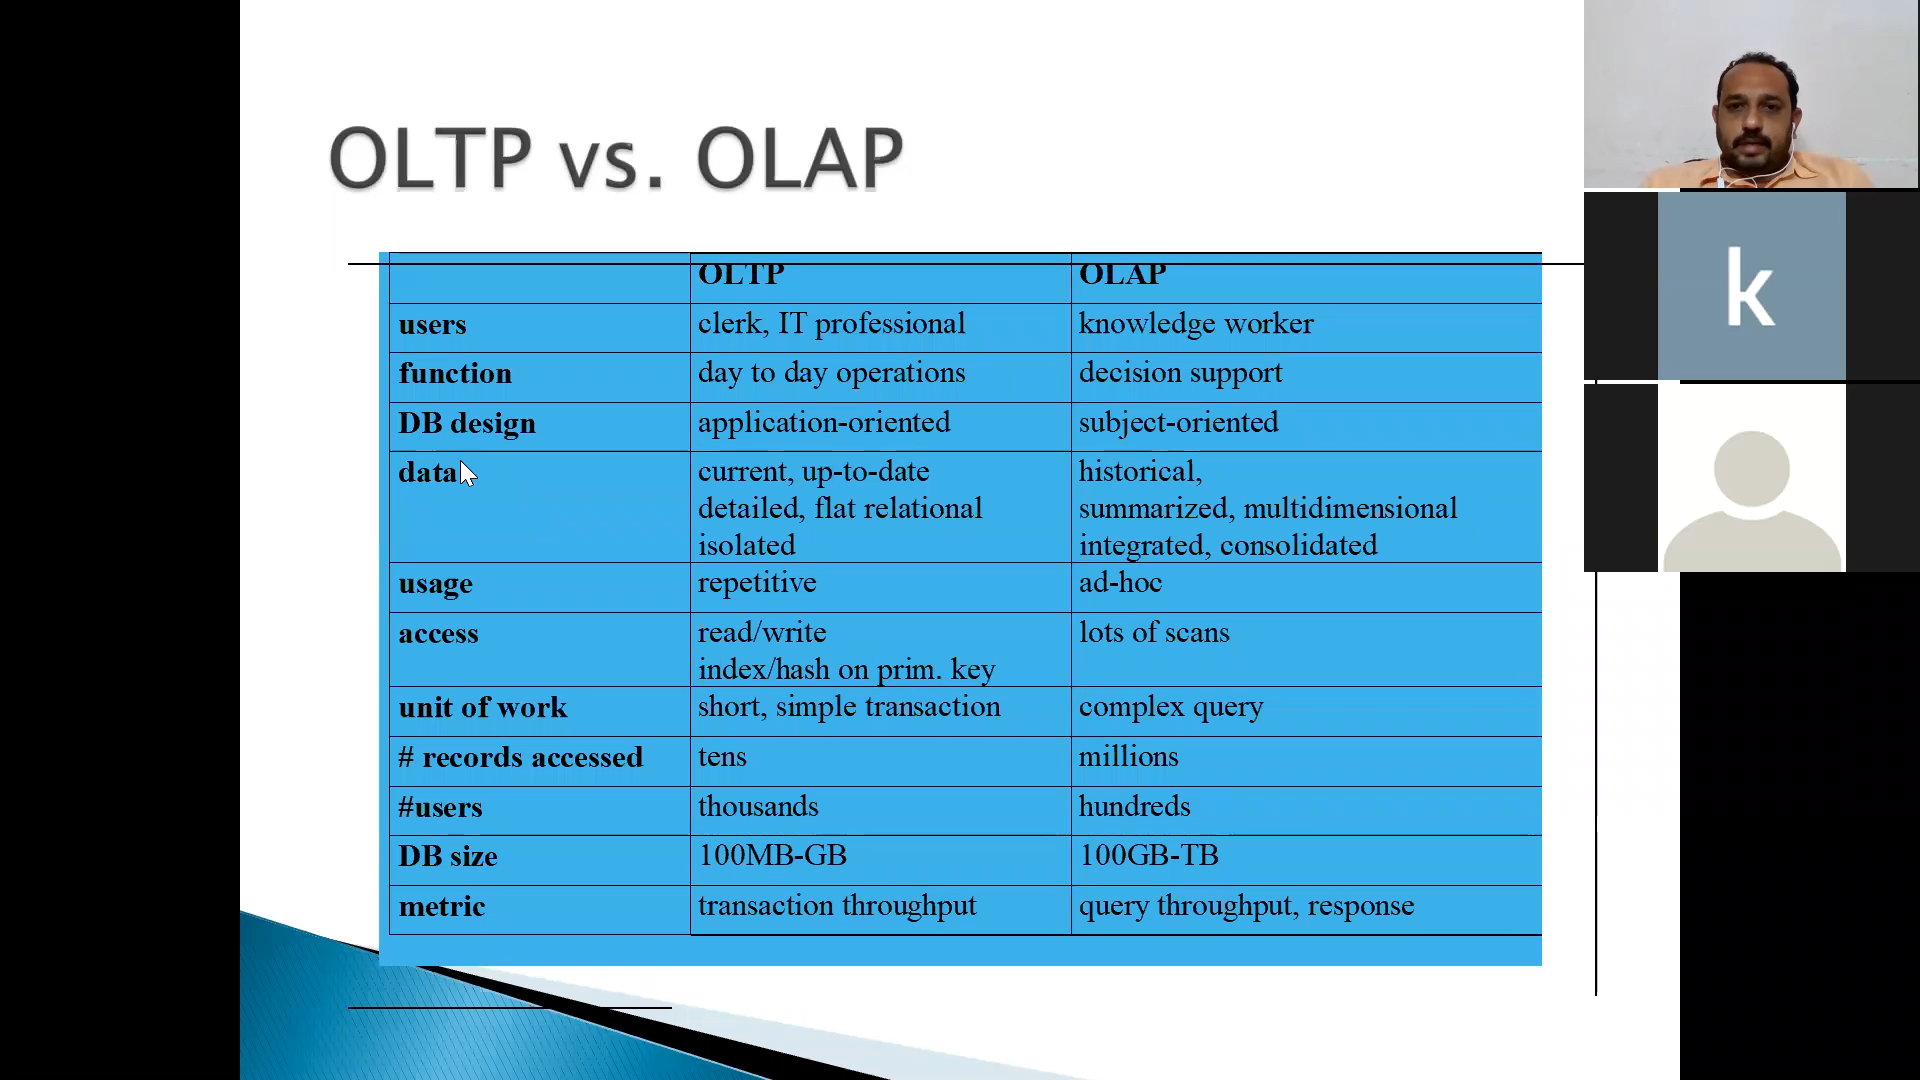 OLTP vs. OLAP
OLTP OLAP
users clerk, IT professional knowledge worker
function day to day operations decision support
DB design application-oriented subject-oriented
data current, up-to-date historical,
detailed, flat relational summarized, multidimensional
isolated integrated, consolidated
usage repetitive ad-hoc
access read/write lots of scans
index/hash on prim. key
unit of work short, simple transaction complex query
# records accessed tens millions
#users thousands hundreds
DB size 100MB-GB 100GB-TB
metric transaction throughput query throughput, response
k